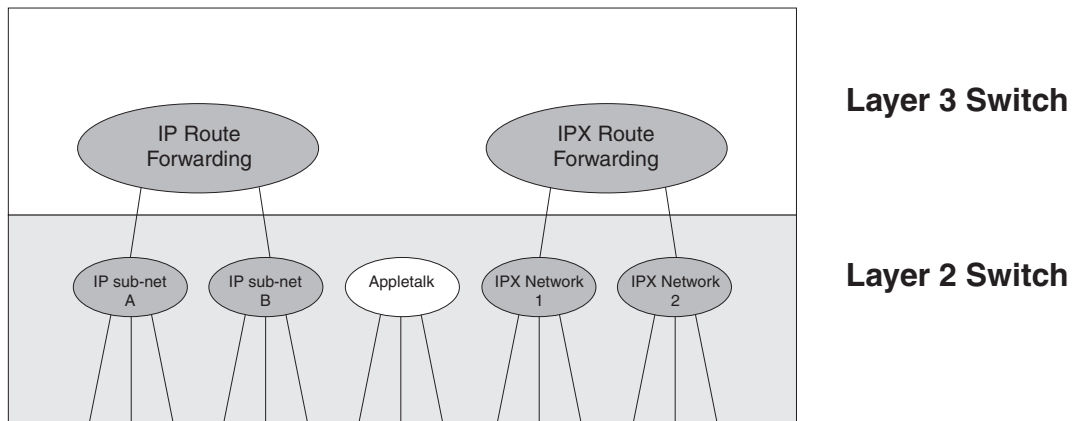 Layer 3 Switch
IP Route
Forwarding
IPX Route
Forwarding
Layer 2 Switch
IP sub-net
A
IP sub-net
B
Appletalk
IPX Network
1
IPX Network
2